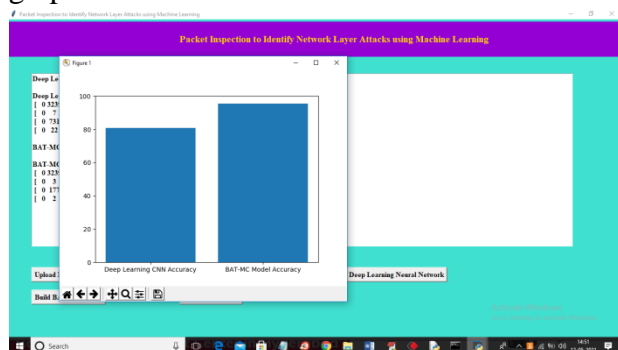 Packet Inspection to Identify Network Layer Attacks using Machine Learning
Packet Inspection to Identify Network Layer Attacks using Machine Learning
Figure 1
Deep Le
Deep Le
[ 0 323
[ 0 7
[ 0 731
[ 0 22
BAT-MC
BAT-MC
[ 0 323
[ 0 3
[ 0 177
[ 0 2
100
80
60
40
20
0
Deep Learning CNN Accuracy BAT-MC Model Accuracy
Upload
Deep Learning Neural Network
Build B
Search
14:51